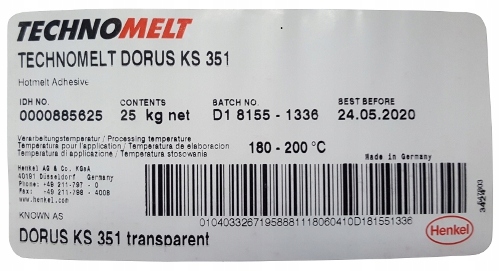 TECHNOMELT
TECHNOMELT DORUS KS 351
Hotmelt Adhesive
IDH NO. CONTENTS BATCH NO. BEST BEFORE
0000885625 25 kg net D1 8155 - 1336 24.05.2020
Verarbeitungstemperatur / Processing temperature
Temperatura pour l'application / Temperatura de elaboracion
Temperatura di applicazione / Temperatura stosowania
180 - 200 °C
Made in Germany
Henkel AG & Co. KGaA
40191 Düsseldorf Germany
Phone: +49 211-797 - 0
Fax: +49 211-798 - 4008
www.henkel.com
KNOWN AS
DORUS KS 351 transparent
01040332671958881118060410D181551336
Henkel